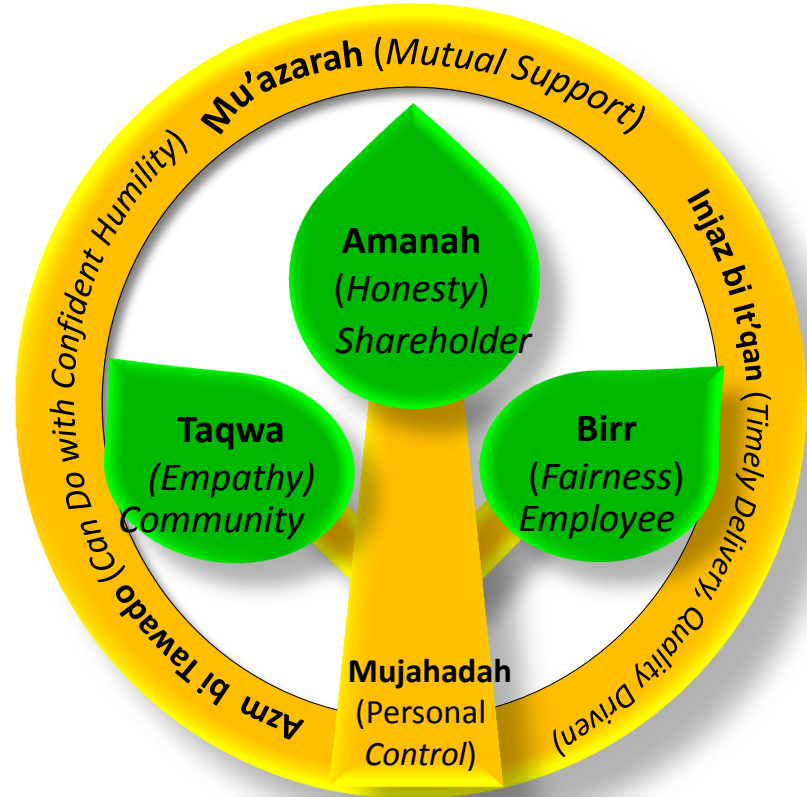 Mu'azarah (Mutual Support)
Injaz bi It'qan (Timely Delivery, Quality Driven)
Azm bi Tawado (Can Do with Confident Humility)
Amanah
(Honesty)
Shareholder
Taqwa
(Empathy)
Community
Birr
(Fairness)
Employee
Mujahadah
(Personal
Control)